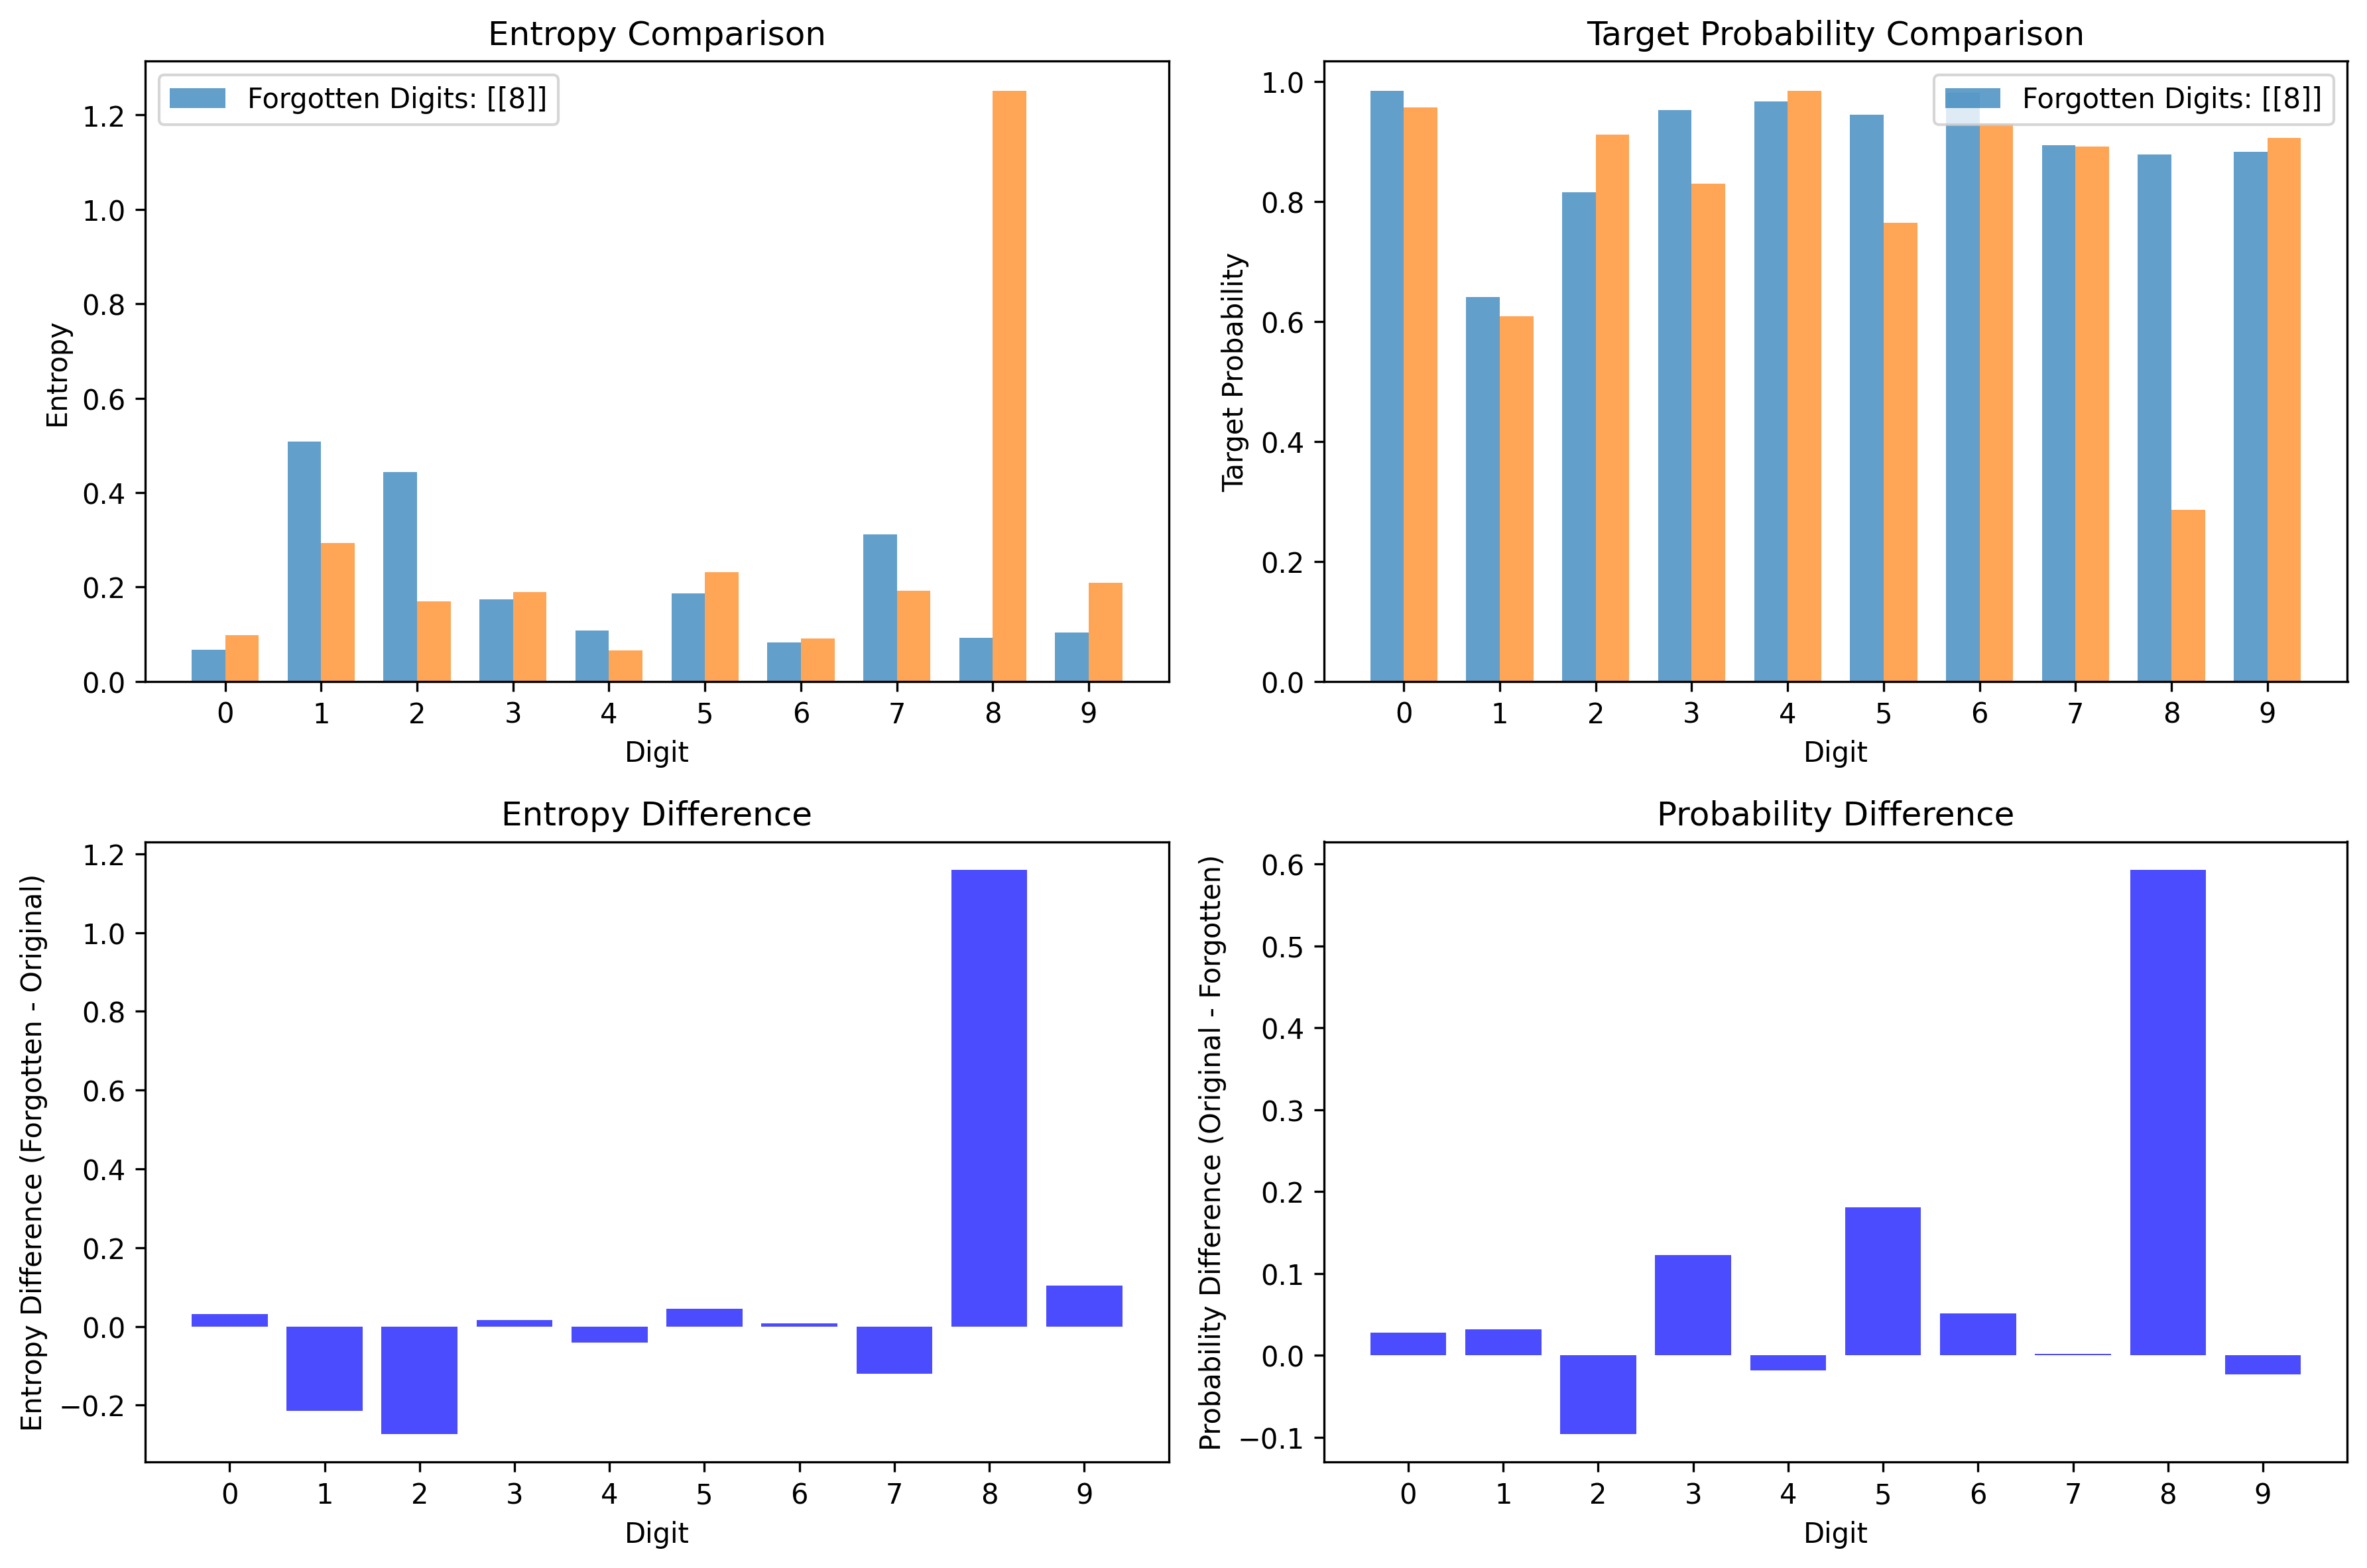 Entropy Comparison
Forgotten Digits: [[8]]
Entropy
1.2
1.0
0.8
0.6
0.4
0.2
0.0
0 1 2 3 4 5 6 7 8 9
Digit
Target Probability Comparison
Forgotten Digits: [[8]]
Target Probability
1.0
0.8
0.6
0.4
0.2
0.0
0 1 2 3 4 5 6 7 8 9
Digit
Entropy Difference
Entropy Difference (Forgotten - Original)
1.2
1.0
0.8
0.6
0.4
0.2
0.0
−0.2
0 1 2 3 4 5 6 7 8 9
Digit
Probability Difference
Probability Difference (Original - Forgotten)
0.6
0.5
0.4
0.3
0.2
0.1
0.0
−0.1
0 1 2 3 4 5 6 7 8 9
Digit